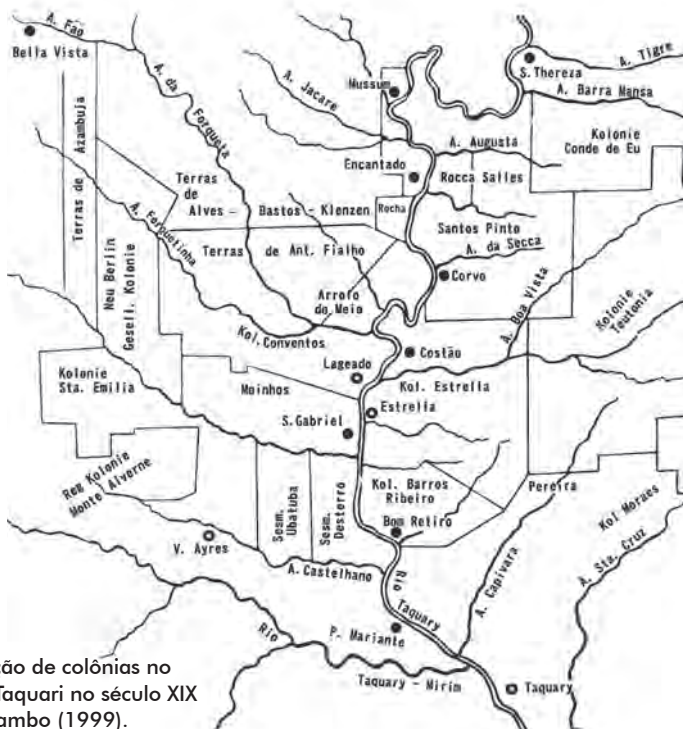 A. Fão
Bella Vista
A. da Forqueta
A. Jacare
Mussum
S. Thereza
A. Tigre
A. Barra Mansa
Kolonie
Conde de Eu
Terras de Azambuja
Encantado
A. Augusta
Rocca Salles
Terras
de
Alves - Bastos - Klenzen
Rocha
Santos Pinto
A. da Secca
A. Forquetinha
Terras de Ant. Fialho
Corvo
Neu Berlin
Gesell. Kolonie
Arrofo
do Meio
Kol. Conventos
A. Boa Vista
Kolonie
Teutonia
Kolonie
Sta. Emilia
Moinhos
Lageado
Costão
Kol. Estrella
Estrella
S. Gabriel
Reg Kolonie
Monte Alverne
Sesm.
Ubatuba
Sesm.
Desterro
Kol. Barros
Ribeiro
Pereira
Kol Moraes
V. Ayres
Bom Retiro
A. Castelhano
Rio
Taquary
A. Capivara
A. Sta. Cruz
P. Mariante
Rio
Taquary - Mirim
Taquary
ção de colônias no
Taquari no século XIX
ambo (1999).